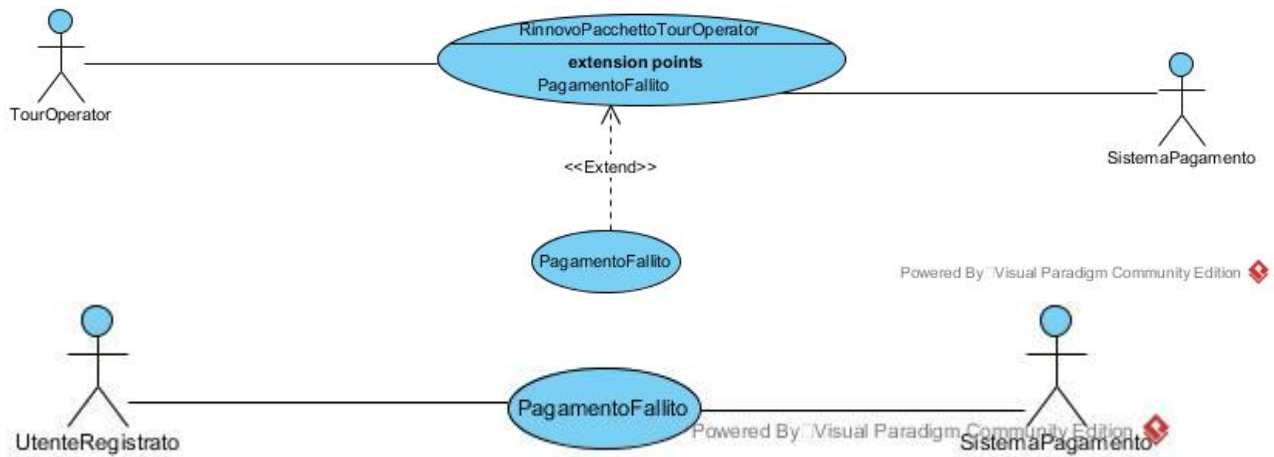 RinnovoPacchettoTourOperator
extension points
PagamentoFallito
TourOperator
SistemaPagamento
<<Extend>>
PagamentoFallito
Powered By Visual Paradigm Community Edition
PagamentoFallito
Powered By Visual Paradigm Community Edition
UtenteRegistrato
SistemaPagamento